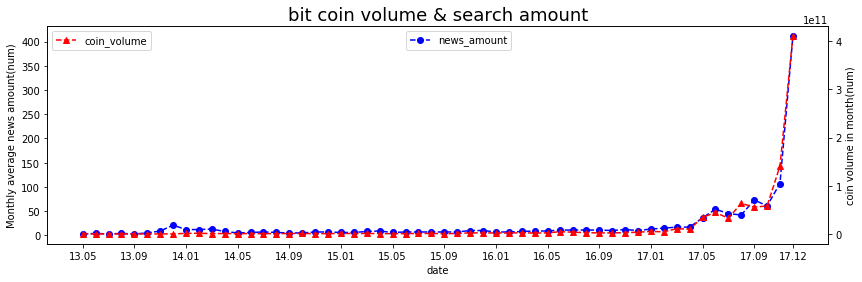 bit coin volume & search amount
1e11
coin_volume
news_amount
Monthly average news amount(num)
400
350
300
250
200
150
100
50
0
4
3
2
1
0
coin volume in month(num)
13.05 13.09 14.01 14.05 14.09 15.01 15.05 15.09 16.01 16.05 16.09 17.01 17.05 17.09 17.12
date